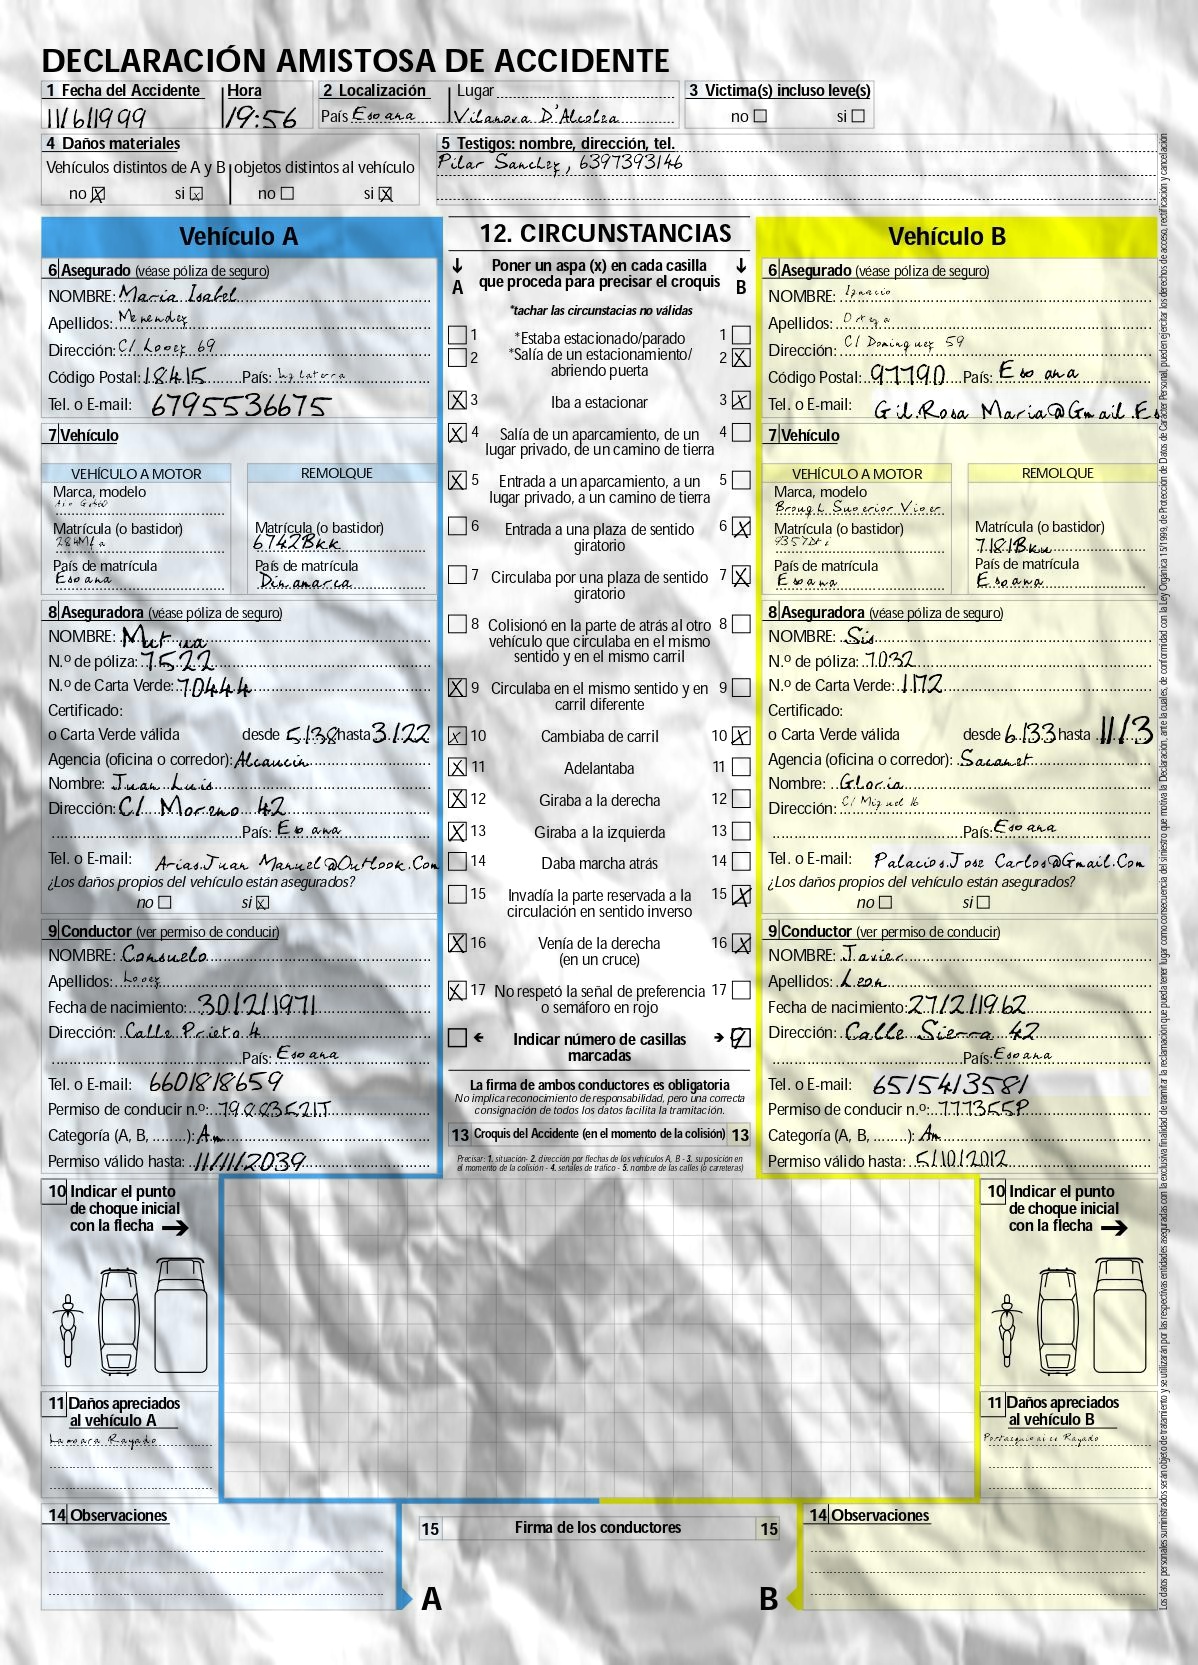 DECLARACIÓN AMISTOSA DE ACCIDENTE
1 Fecha del Accidente Hora 2 Localización Lugar 3 Victima(s) incluso leve(s)
11/6/1999 19:56 País Espana Vilanova D'Alcolea no si
4 Daños materiales 5 Testigos: nombre, dirección, tel.
Vehículos distintos de A y B objetos distintos al vehículo Pilar Sanchez, 6397393146
no X si X no si X
Vehículo A
6 Asegurado (véase póliza de seguro)
NOMBRE: Maria Isabel
Apellidos: Menendez
Dirección: C/ Lopez 69
Código Postal: 18415 País: Inglaterra
Tel. o E-mail: 6795536675
7 Vehículo
VEHÍCULO A MOTOR REMOLQUE
Marca, modelo
Matrícula (o bastidor) Matrícula (o bastidor)
6742Bkk
País de matrícula País de matrícula
Espana Dinamarca
8 Aseguradora (véase póliza de seguro)
NOMBRE: Mutua
N.º de póliza: 7522
N.º de Carta Verde: 70444
Certificado:
o Carta Verde válida desde 5/38 hasta 3/22
Agencia (oficina o corredor): Alcaucin
Nombre: Juan Luis
Dirección: C/ Moreno 42
País: Espana
Tel. o E-mail: Arias.Juan Manuel@Outlook.Com
¿Los daños propios del vehículo están asegurados?
no si X
9 Conductor (ver permiso de conducir)
NOMBRE: Consuelo
Apellidos: Lopez
Fecha de nacimiento: 30/2/1971
Dirección: Calle Prieto 4
País: Espana
Tel. o E-mail: 6601818659
Permiso de conducir n.º: 79003521T
Categoría (A, B, ........): Am
Permiso válido hasta: 11/11/2039
12. CIRCUNSTANCIAS
A Poner un aspa (x) en cada casilla que proceda para precisar el croquis B
*tachar las circunstacias no válidas
1 *Estaba estacionado/parado 1
2 *Salía de un estacionamiento/ 2 X
abriendo puerta
X 3 Iba a estacionar 3 X
X 4 Salía de un aparcamiento, de un 4
lugar privado, de un camino de tierra
X 5 Entrada a un aparcamiento, a un 5
lugar privado, a un camino de tierra
6 Entrada a una plaza de sentido 6 X
giratorio
7 Circulaba por una plaza de sentido 7 X
giratorio
8 Colisionó en la parte de atrás al otro 8
vehículo que circulaba en el mismo
sentido y en el mismo carril
X 9 Circulaba en el mismo sentido y en 9
carril diferente
X 10 Cambiaba de carril 10 X
X 11 Adelantaba 11
X 12 Giraba a la derecha 12
X 13 Giraba a la izquierda 13
14 Daba marcha atrás 14
15 Invadía la parte reservada a la 15 X
circulación en sentido inverso
X 16 Venía de la derecha 16 X
(en un cruce)
X 17 No respetó la señal de preferencia 17
o semáforo en rojo
Indicar número de casillas 9
marcadas
La firma de ambos conductores es obligatoria
No implica reconocimiento de responsabilidad, pero una correcta
consignación de todos los datos facilita la tramitación.
13 Croquis del Accidente (en el momento de la colisión) 13
Precisar: 1. situación- 2. dirección por flechas de los vehículos A, B - 3. su posición en
el momento de la colisión - 4. señales de tráfico - 5. nombre de las calles (o carreteras)
Vehículo B
6 Asegurado (véase póliza de seguro)
NOMBRE: Ignacio
Apellidos: Ortega
Dirección: C/ Dominguez 59
Código Postal: 97790 País: Espana
Tel. o E-mail: Gil.Rosa Maria@Gmail.Es
7 Vehículo
VEHÍCULO A MOTOR REMOLQUE
Marca, modelo
Brough Superior Viper
Matrícula (o bastidor) Matrícula (o bastidor)
7181Bku
País de matrícula País de matrícula
Espana Espana
8 Aseguradora (véase póliza de seguro)
NOMBRE: Sis
N.º de póliza: 7032
N.º de Carta Verde: 1172
Certificado:
o Carta Verde válida desde 6/33 hasta 11/3
Agencia (oficina o corredor): Sacanet
Nombre: Gloria
Dirección: C/ Miguel 16
País: Espana
Tel. o E-mail: Palacios.Jose Carlos@Gmail.Com
¿Los daños propios del vehículo están asegurados?
no si
9 Conductor (ver permiso de conducir)
NOMBRE: Javier
Apellidos: Leon
Fecha de nacimiento: 27/2/1962
Dirección: Calle Sierra 42
País: Espana
Tel. o E-mail: 6515413581
Permiso de conducir n.º: 777355P
Categoría (A, B, ........): Am
Permiso válido hasta: 5/10/2012
10 Indicar el punto
de choque inicial
con la flecha
11 Daños apreciados
al vehículo A
Lampara Rayado
10 Indicar el punto
de choque inicial
con la flecha
11 Daños apreciados
al vehículo B
Portaequipajes Rayado
14 Observaciones
15 Firma de los conductores 15
A B
14 Observaciones
Los datos personales suministrados serán objeto de tratamiento y se utilizarán por las respectivas entidades aseguradas con la exclusiva finalidad de tramitar la reclamación que pueda tener lugar como consecuencia del siniestro que motiva la Declaración, ante la cuales, de conformidad con la Ley Orgánica 15/1999, de Protección de Datos de Carácter Personal, pueden ejercitar los derechos de acceso, rectificación y cancelación